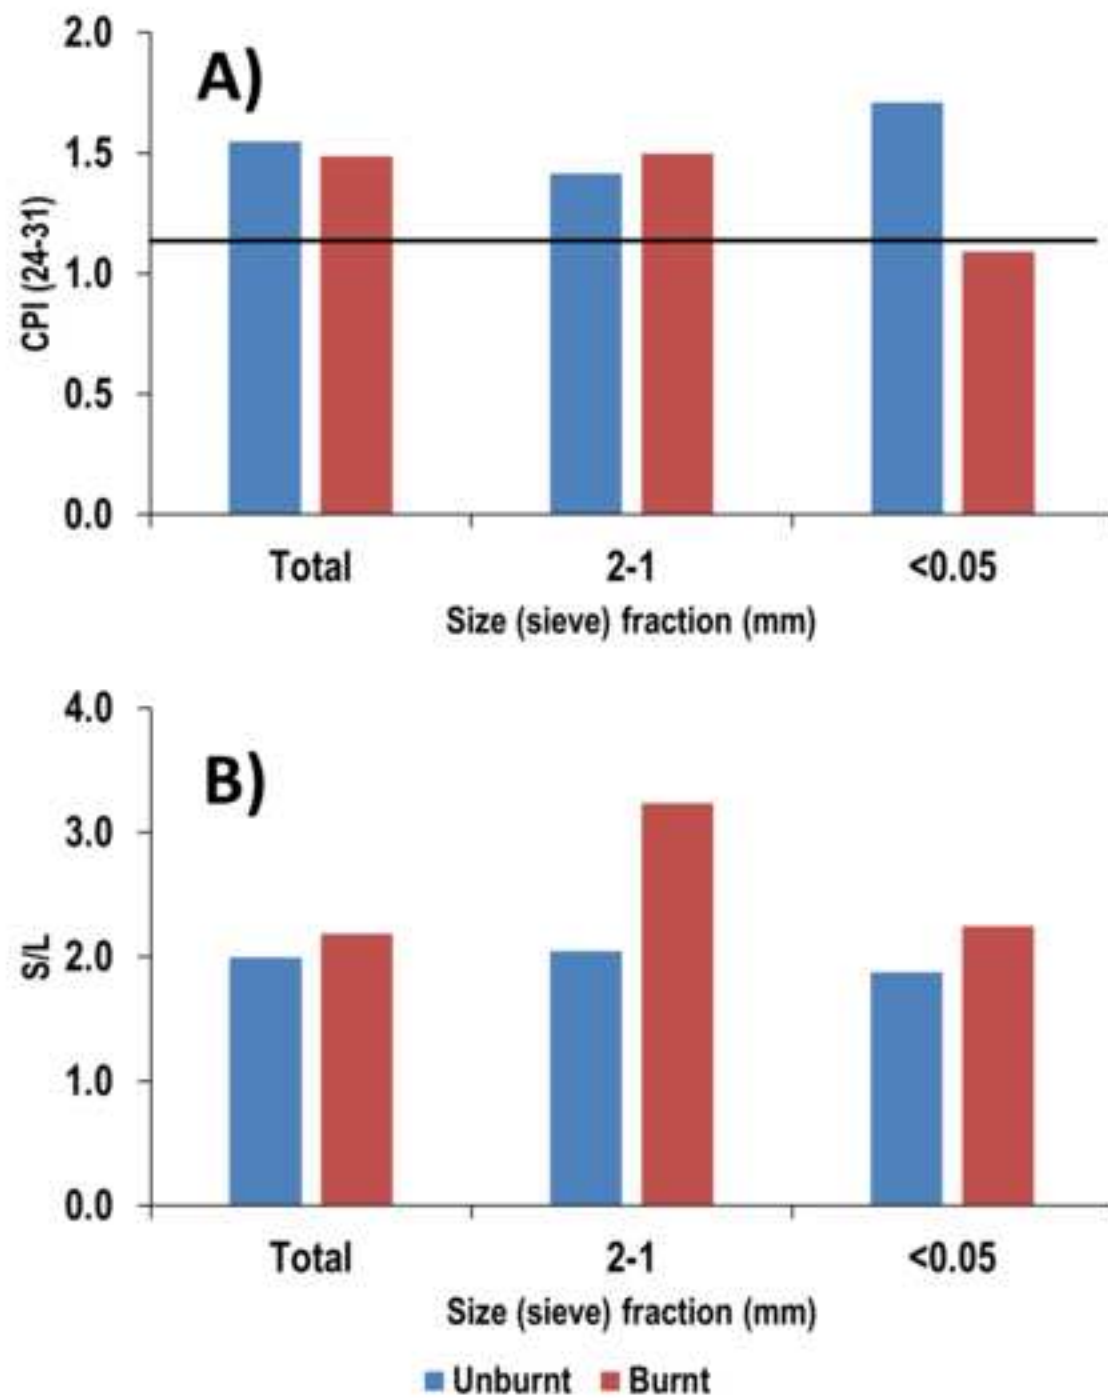 A)
2.0
1.5
1.0
0.5
0.0
CPI (24-31)
Total 2-1 <0.05
Size (sieve) fraction (mm)
B)
4.0
3.0
2.0
1.0
0.0
S/L
Total 2-1 <0.05
Size (sieve) fraction (mm)
Unburnt Burnt